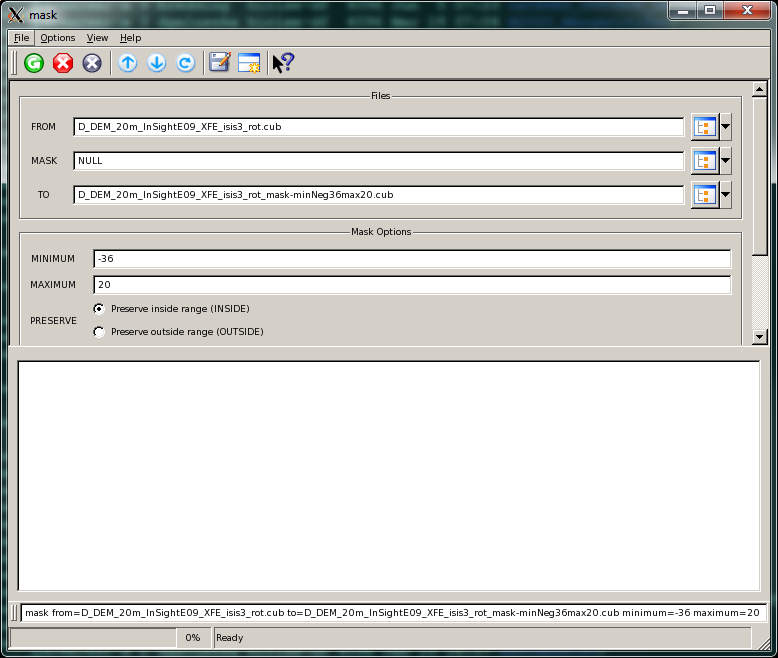 mask
File Options View Help
Files
FROM D_DEM_20m_InSightE09_XFE_isis3_rot.cub
MASK NULL
TO D_DEM_20m_InSightE09_XFE_isis3_rot_mask-minNeg36max20.cub
Mask Options
MINIMUM -36
MAXIMUM 20
PRESERVE
Preserve inside range (INSIDE)
Preserve outside range (OUTSIDE)
mask from=D_DEM_20m_InSightE09_XFE_isis3_rot.cub to=D_DEM_20m_InSightE09_XFE_isis3_rot_mask-minNeg36max20.cub minimum=-36 maximum=20
0% Ready